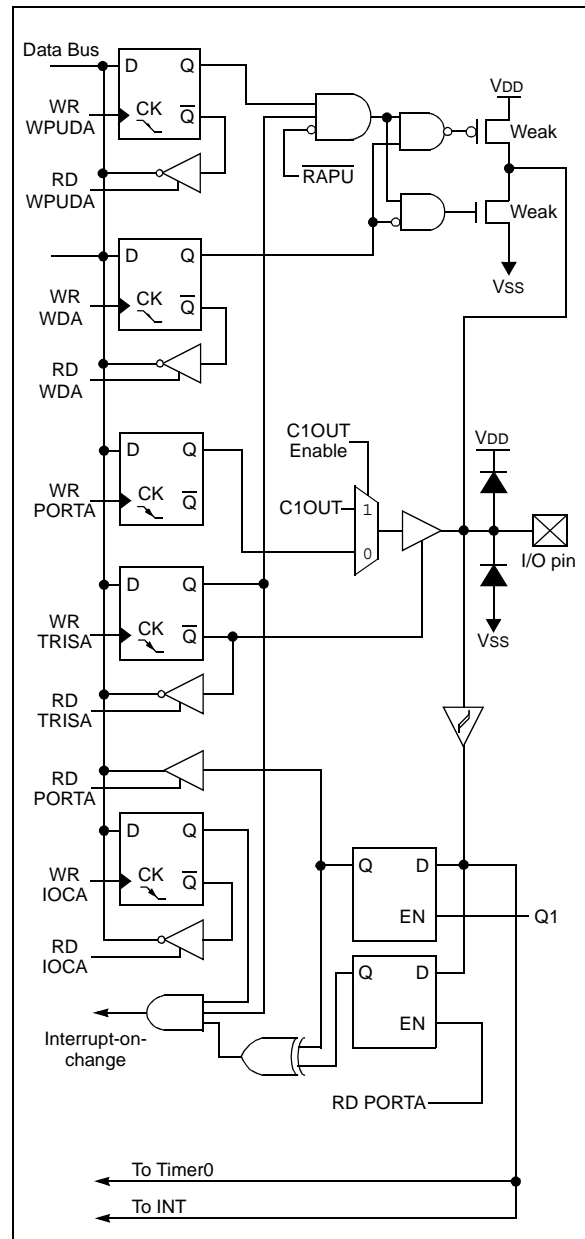 Data Bus
D Q
VDD
WR
WPUDA
CK
Q̅
Weak
RD
WPUDA
R̅A̅P̅U̅
Weak
D Q
VSS
WR
WDA
CK
Q̅
RD
WDA
C1OUT
Enable
VDD
D Q
WR
PORTA
CK
Q̅
C1OUT
1
0
I/O pin
D Q
WR
TRISA
CK
Q̅
VSS
RD
TRISA
RD
PORTA
D Q
Q D
WR
IOCA
CK
Q̅
EN
Q1
RD
IOCA
Q D
EN
Interrupt-on-
change
RD PORTA
To Timer0
To INT